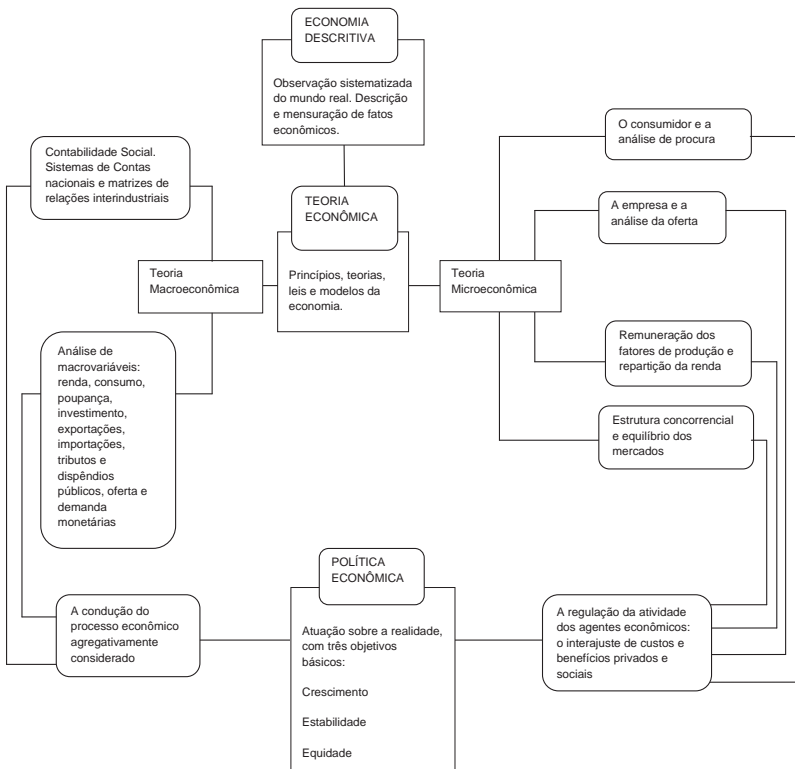 ECONOMIA
DESCRITIVA
Observação sistematizada
do mundo real. Descrição
e mensuração de fatos
econômicos.
Contabilidade Social.
Sistemas de Contas
nacionais e matrizes de
relações interindustriais
O consumidor e a
análise de procura
TEORIA
ECONÔMICA
A empresa e a
análise da oferta
Teoria
Macroeconômica
Princípios, teorias,
leis e modelos da
economia.
Teoria
Microeconômica
Análise de
macrovariáveis:
renda, consumo,
poupança,
investimento,
exportações,
importações,
tributos e
dispêndios
públicos, oferta e
demanda
monetárias
Remuneração dos
fatores de produção e
repartição da renda
Estrutura concorrencial
e equilíbrio dos
mercados
POLÍTICA
ECONÔMICA
A condução do
processo econômico
agregativamente
considerado
Atuação sobre a realidade,
com três objetivos
básicos:
Crescimento
Estabilidade
Equidade
A regulação da atividade
dos agentes econômicos:
o interajuste de custos e
benefícios privados e
sociais